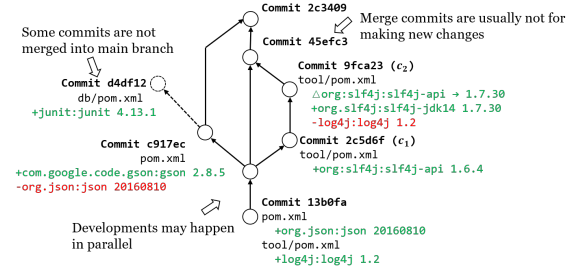 Commit 2c3409
Some commits are not
merged into main branch
Merge commits are usually not for
making new changes
Commit 45efc3
Commit 9fca23 (c₂)
tool/pom.xml
△org:slf4j:slf4j-api → 1.7.30
+org.slf4j:slf4j-jdk14 1.7.30
-log4j:log4j 1.2
Commit d4df12
db/pom.xml
+junit:junit 4.13.1
Commit c917ec
pom.xml
+com.google.code.gson:gson 2.8.5
-org.json:json 20160810
Commit 2c5d6f (c₁)
tool/pom.xml
+org:slf4j:slf4j-api 1.6.4
Developments may happen
in parallel
Commit 13b0fa
pom.xml
+org.json:json 20160810
tool/pom.xml
+log4j:log4j 1.2